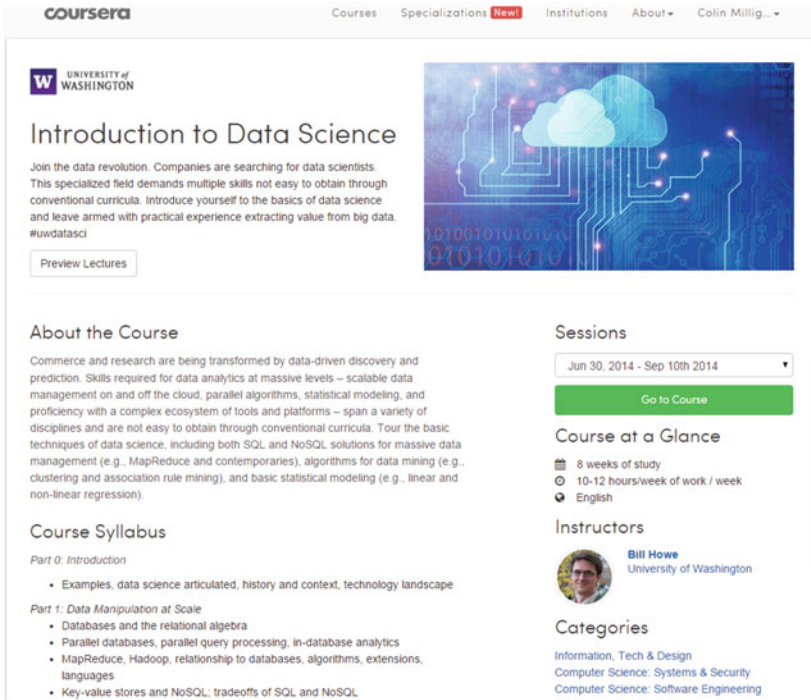 coursera
Courses Specializations New! Institutions About Colin Millig...
W UNIVERSITY of
WASHINGTON
Introduction to Data Science
Join the data revolution. Companies are searching for data scientists.
This specialized field demands multiple skills not easy to obtain through
conventional curricula. Introduce yourself to the basics of data science
and leave armed with practical experience extracting value from big data.
#uwdatasci
Preview Lectures
About the Course
Commerce and research are being transformed by data-driven discovery and
prediction. Skills required for data analytics at massive levels – scalable data
management on and off the cloud, parallel algorithms, statistical modeling, and
proficiency with a complex ecosystem of tools and platforms – span a variety of
disciplines and are not easy to obtain through conventional curricula. Tour the basic
techniques of data science, including both SQL and NoSQL solutions for massive data
management (e.g., MapReduce and contemporaries), algorithms for data mining (e.g.,
clustering and association rule mining), and basic statistical modeling (e.g., linear and
non-linear regression).
Course Syllabus
Part 0: Introduction
• Examples, data science articulated, history and context, technology landscape
Part 1: Data Manipulation at Scale
• Databases and the relational algebra
• Parallel databases, parallel query processing, in-database analytics
• MapReduce, Hadoop, relationship to databases, algorithms, extensions,
languages
• Key-value stores and NoSQL; tradeoffs of SQL and NoSQL
Sessions
Jun 30, 2014 - Sep 10th 2014
Go to Course
Course at a Glance
8 weeks of study
10-12 hours/week of work / week
English
Instructors
Bill Howe
University of Washington
Categories
Information, Tech & Design
Computer Science: Systems & Security
Computer Science: Software Engineering